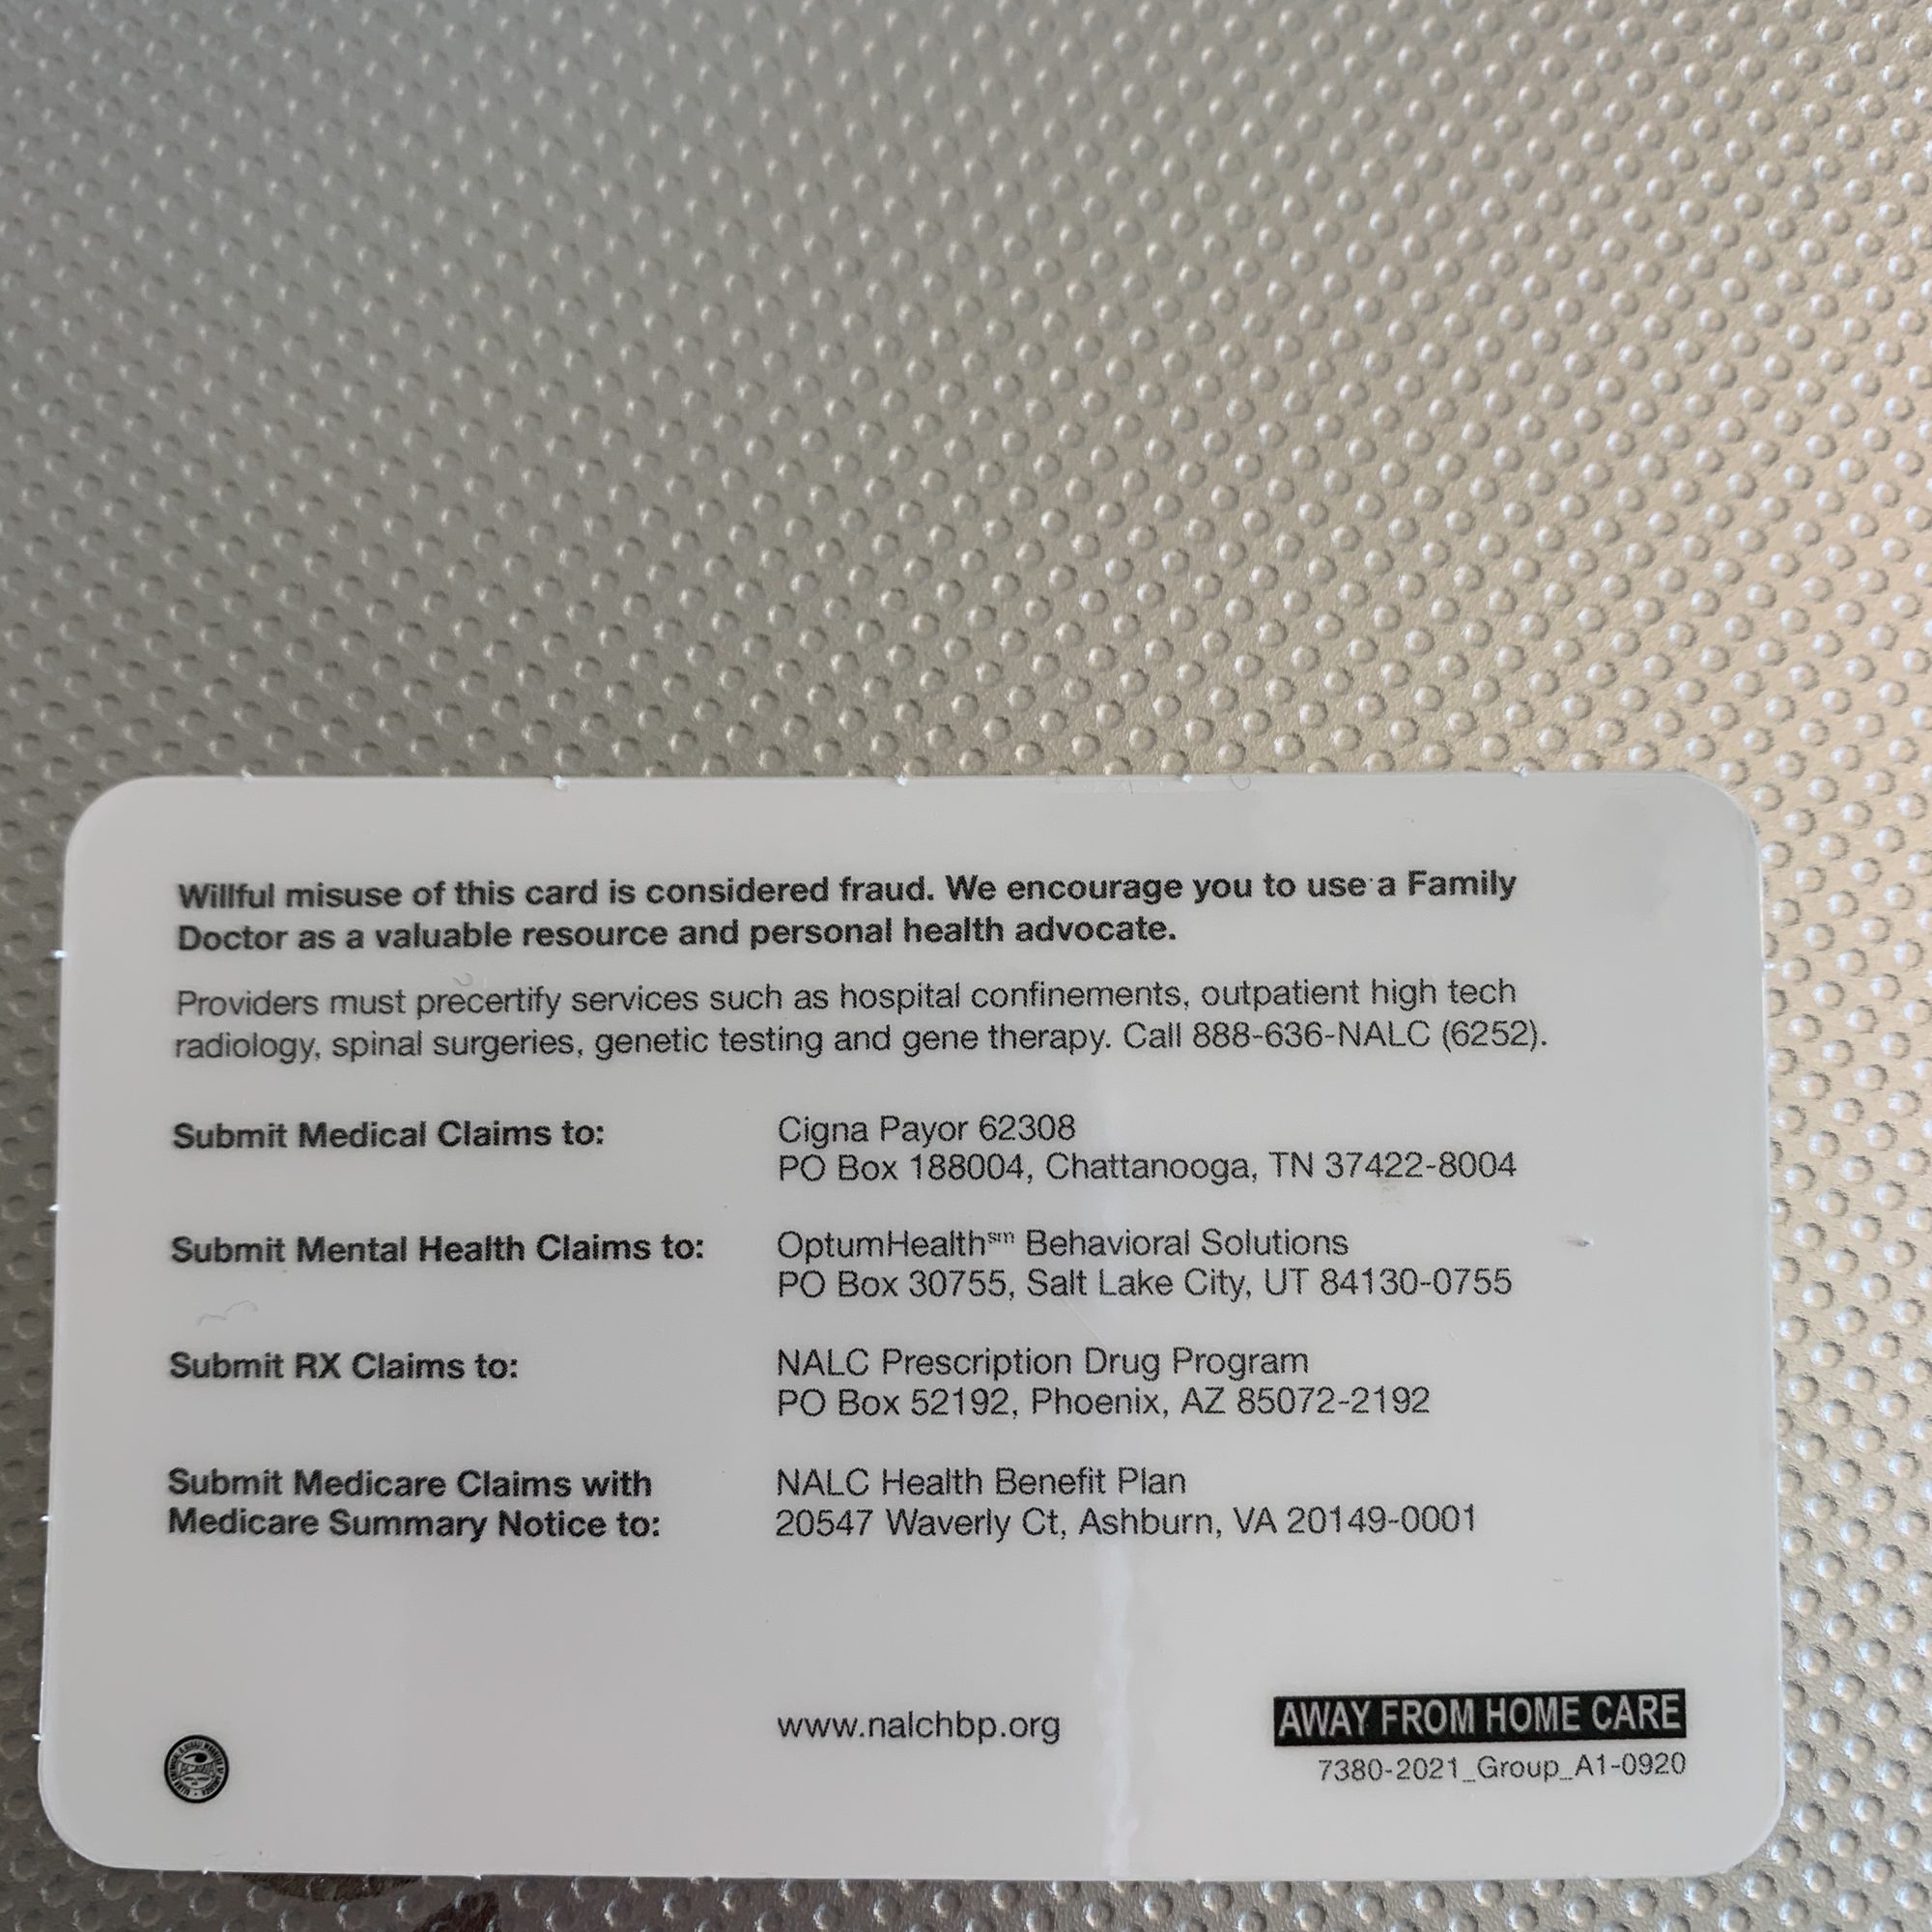 Willful misuse of this card is considered fraud. We encourage you to use a Family
Doctor as a valuable resource and personal health advocate.
Providers must precertify services such as hospital confinements, outpatient high tech
radiology, spinal surgeries, genetic testing and gene therapy. Call 888-636-NALC (6252).
Submit Medical Claims to:
Cigna Payor 62308
PO Box 188004, Chattanooga, TN 37422-8004
Submit Mental Health Claims to:
OptumHealth℠ Behavioral Solutions
PO Box 30755, Salt Lake City, UT 84130-0755
Submit RX Claims to:
NALC Prescription Drug Program
PO Box 52192, Phoenix, AZ 85072-2192
Submit Medicare Claims with
Medicare Summary Notice to:
NALC Health Benefit Plan
20547 Waverly Ct, Ashburn, VA 20149-0001
www.nalchbp.org
AWAY FROM HOME CARE
7380-2021_Group_A1-0920